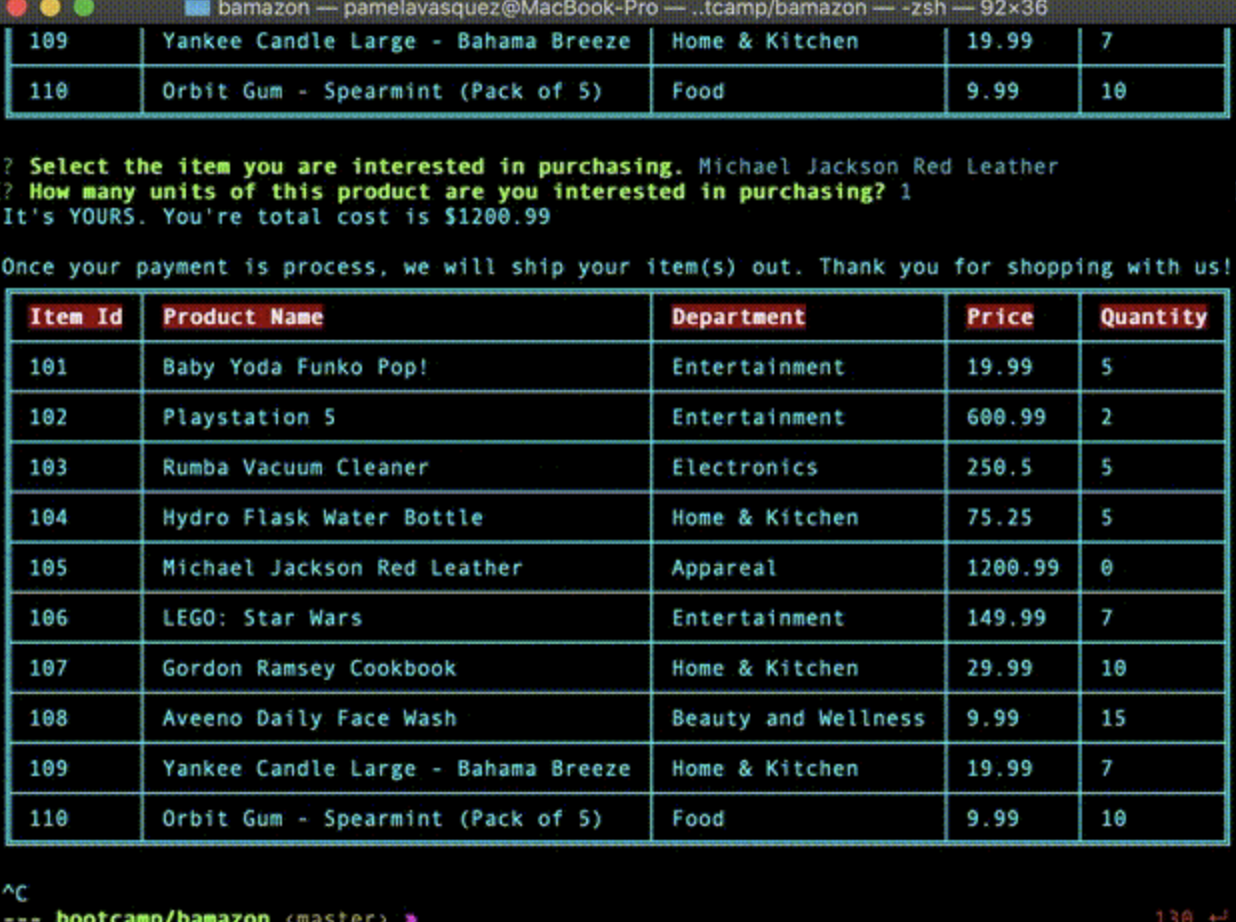 bamazon — pamelavasquez@MacBook-Pro — ..tcamp/bamazon — -zsh — 92×36
109 Yankee Candle Large - Bahama Breeze Home & Kitchen 19.99 7
110 Orbit Gum - Spearmint (Pack of 5) Food 9.99 10
? Select the item you are interested in purchasing. Michael Jackson Red Leather
? How many units of this product are you interested in purchasing? 1
It's YOURS. You're total cost is $1200.99
Once your payment is process, we will ship your item(s) out. Thank you for shopping with us!
Item Id Product Name Department Price Quantity
101 Baby Yoda Funko Pop! Entertainment 19.99 5
102 Playstation 5 Entertainment 600.99 2
103 Rumba Vacuum Cleaner Electronics 250.5 5
104 Hydro Flask Water Bottle Home & Kitchen 75.25 5
105 Michael Jackson Red Leather Appareal 1200.99 0
106 LEGO: Star Wars Entertainment 149.99 7
107 Gordon Ramsey Cookbook Home & Kitchen 29.99 10
108 Aveeno Daily Face Wash Beauty and Wellness 9.99 15
109 Yankee Candle Large - Bahama Breeze Home & Kitchen 19.99 7
110 Orbit Gum - Spearmint (Pack of 5) Food 9.99 10
^C
--- bootcamp/bamazon ‹master› » 130 ↵